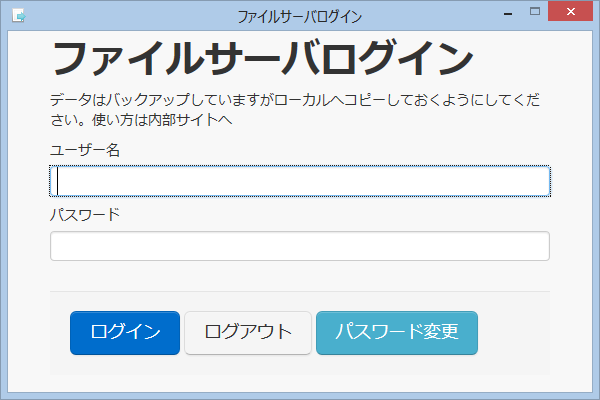 ファイルサーバログイン
ファイルサーバログイン
データはバックアップしていますがローカルへコピーしておくようにしてくだ
さい。使い方は内部サイトへ
ユーザー名
パスワード
ログイン ログアウト パスワード変更